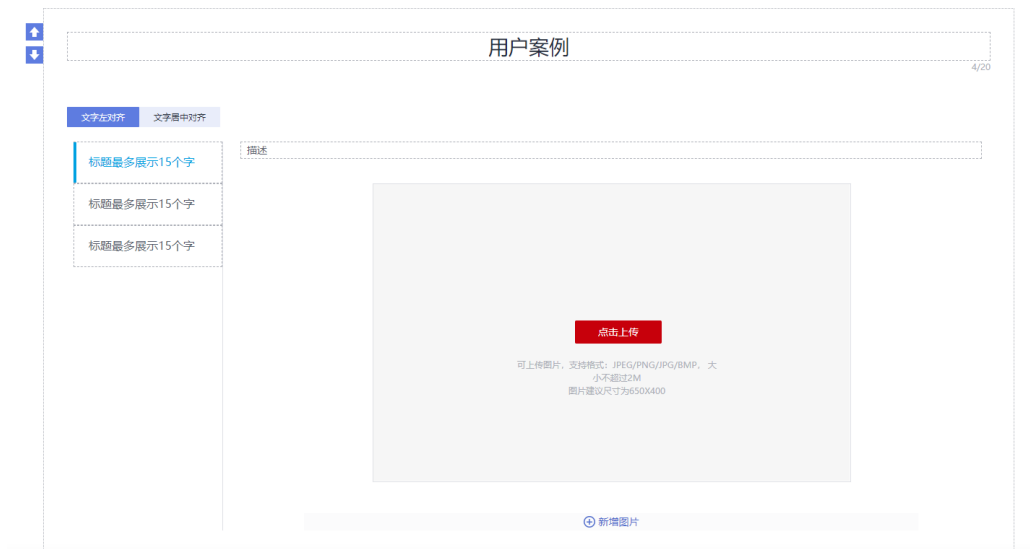 用户案例
4/20
文字左对齐 文字居中对齐
标题最多展示15个字
标题最多展示15个字
标题最多展示15个字
描述
点击上传
可上传图片，支持格式：JPEG/PNG/JPG/BMP， 大
小不超过2M
图片建议尺寸为650X400
新增图片